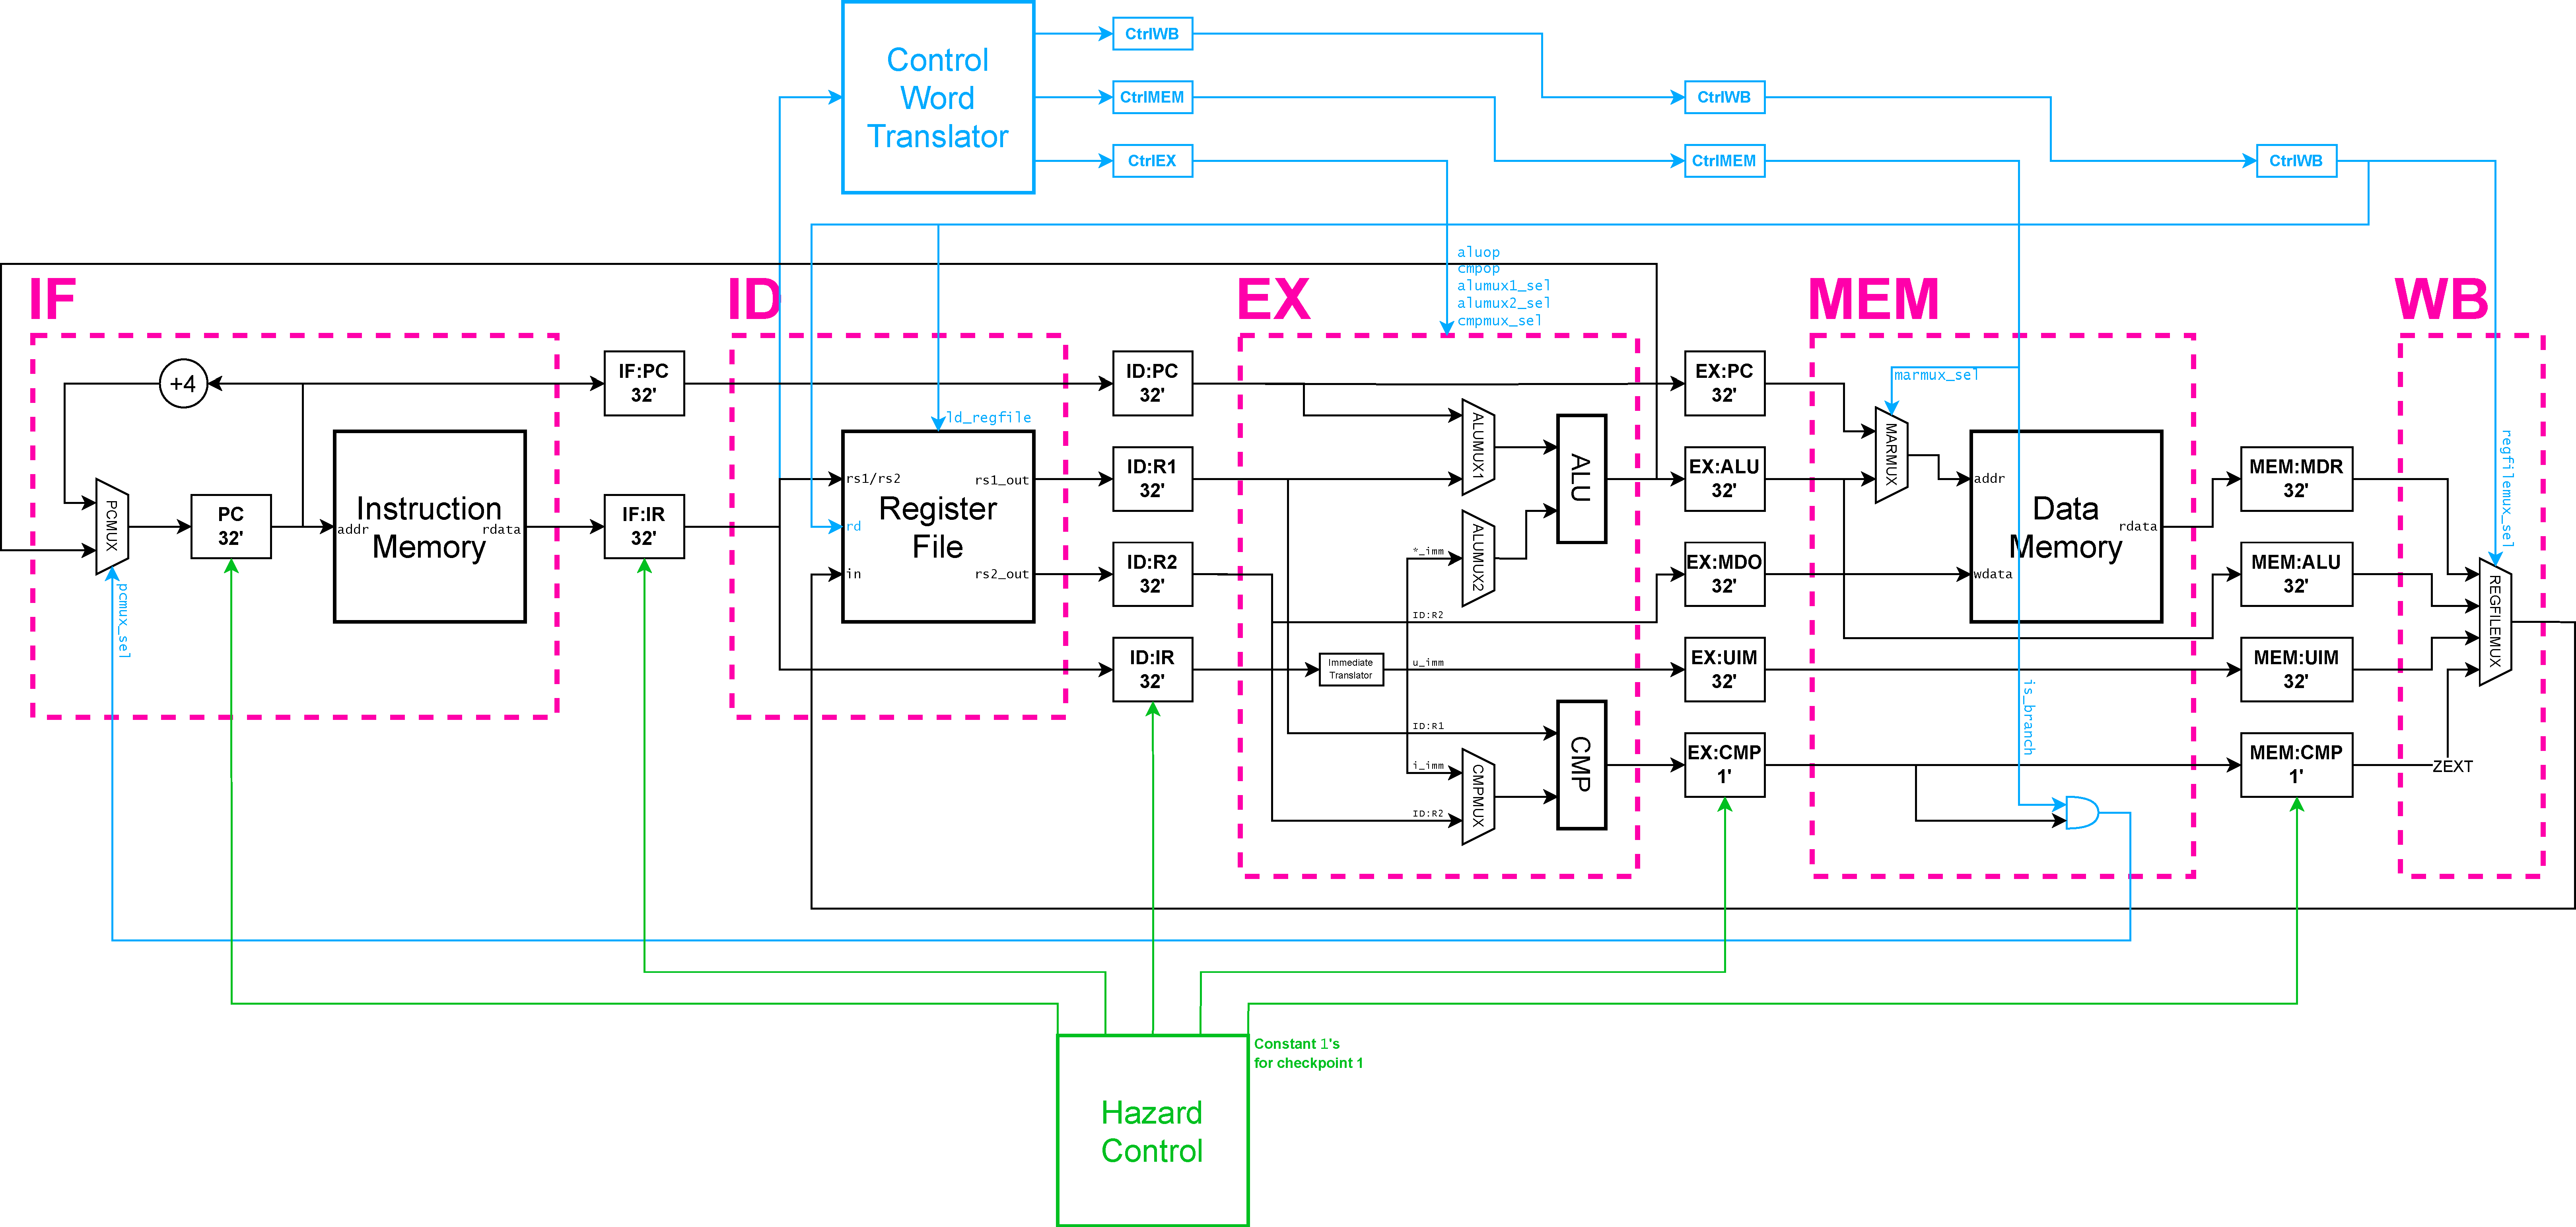 Control
Word
Translator
CtrlWB
CtrlMEM
CtrlEX
CtrlWB
CtrlMEM
CtrlWB
aluop
cmpop
alumux1_sel
alumux2_sel
cmpmux_sel
IF
ID
EX
MEM
WB
+4
PCMUX
pcmux_sel
PC
32'
Instruction
Memory
addr
rdata
IF:PC
32'
IF:IR
32'
ld_regfile
rs1/rs2
rd
in
Register
File
rs1_out
rs2_out
ID:PC
32'
ID:R1
32'
ID:R2
32'
ID:IR
32'
ALUMUX1
ALUMUX2
ALU
*_imm
ID:R2
Immediate
Translator
u_imm
ID:R1
i_imm
ID:R2
CMPMUX
CMP
EX:PC
32'
EX:ALU
32'
EX:MDO
32'
EX:UIM
32'
EX:CMP
1'
marmux_sel
MARMUX
addr
wdata
Data
Memory
rdata
is_branch
MEM:MDR
32'
MEM:ALU
32'
MEM:UIM
32'
MEM:CMP
1'
regfilemux_sel
REGFILEMUX
ZEXT
Hazard
Control
Constant 1's
for checkpoint 1